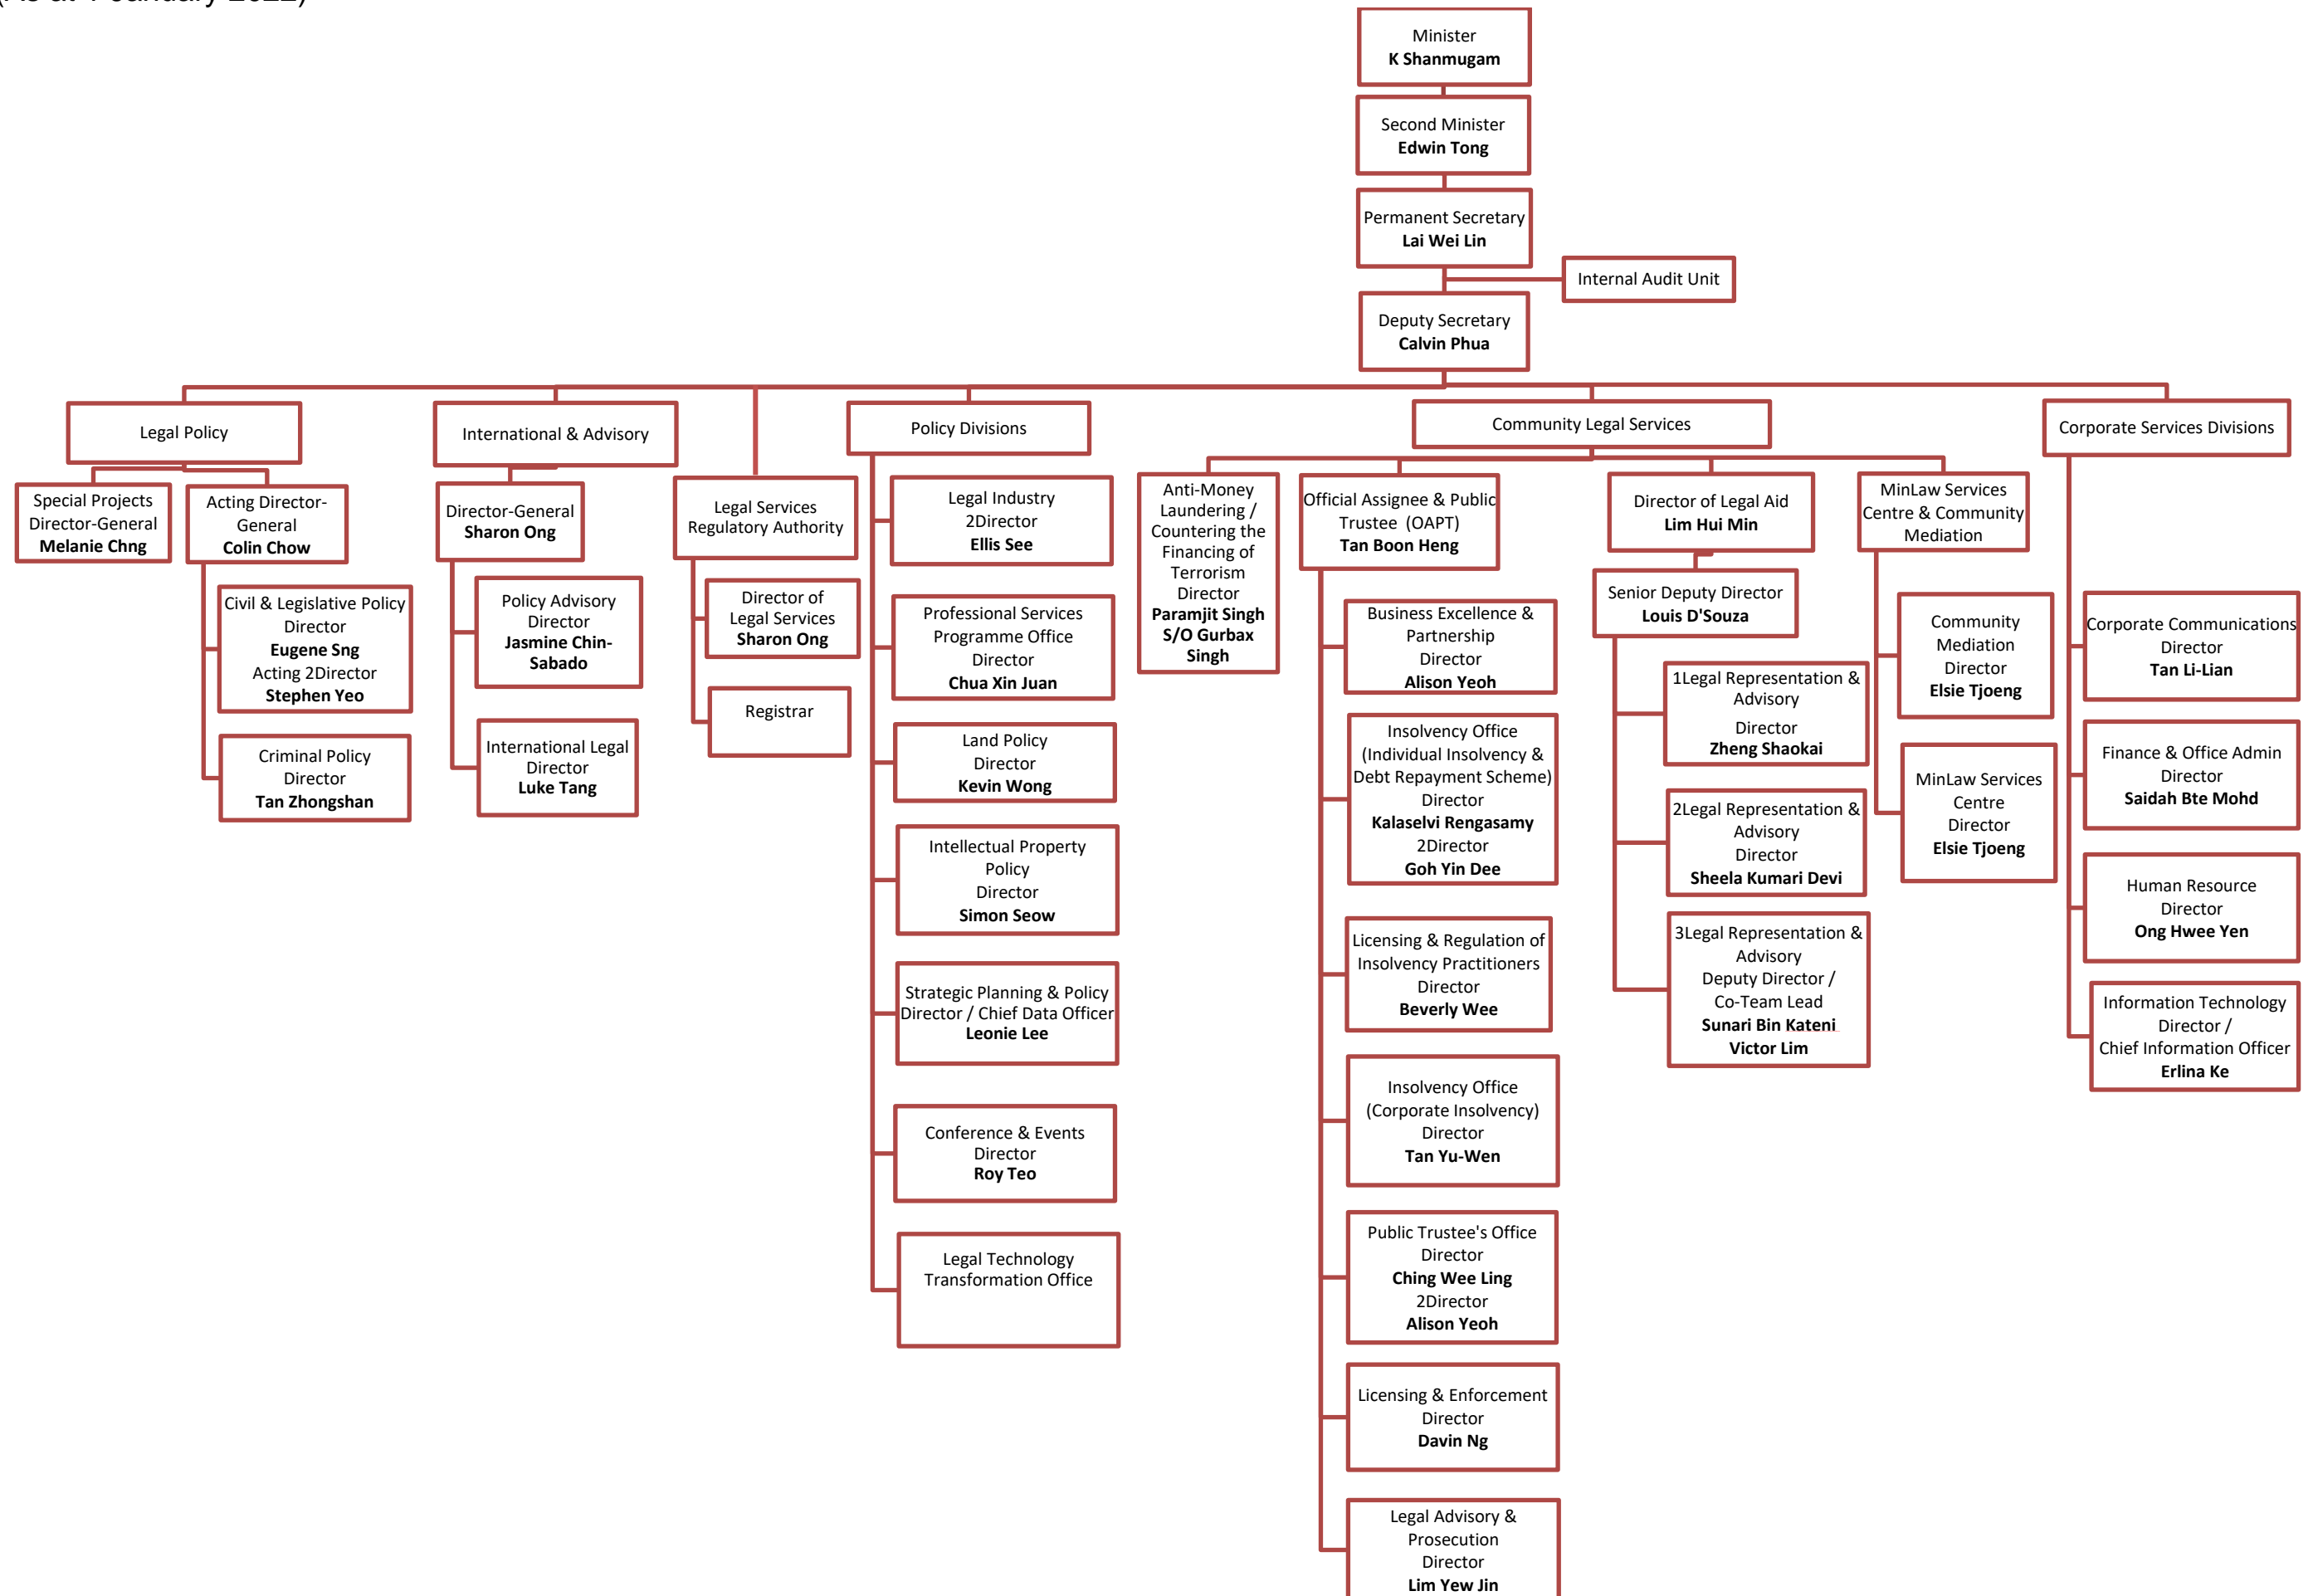 Minister
K Shanmugam
Second Minister
Edwin Tong
Permanent Secretary
Lai Wei Lin
Internal Audit Unit
Deputy Secretary
Calvin Phua
Legal Policy
International & Advisory
Policy Divisions
Community Legal Services
Corporate Services Divisions
Special Projects
Director-General
Melanie Chng
Acting Director-
General
Colin Chow
Civil & Legislative Policy
Director
Eugene Sng
Acting 2Director
Stephen Yeo
Criminal Policy
Director
Tan Zhongshan
Director-General
Sharon Ong
Policy Advisory
Director
Jasmine Chin-
Sabado
International Legal
Director
Luke Tang
Legal Services
Regulatory Authority
Director of
Legal Services
Sharon Ong
Registrar
Legal Industry
2Director
Ellis See
Professional Services
Programme Office
Director
Chua Xin Juan
Land Policy
Director
Kevin Wong
Intellectual Property
Policy
Director
Simon Seow
Strategic Planning & Policy
Director / Chief Data Officer
Leonie Lee
Conference & Events
Director
Roy Teo
Legal Technology
Transformation Office
Anti-Money
Laundering /
Countering the
Financing of
Terrorism
Director
Paramjit Singh
S/O Gurbax
Singh
Official Assignee & Public
Trustee (OAPT)
Tan Boon Heng
Business Excellence &
Partnership
Director
Alison Yeoh
Insolvency Office
(Individual Insolvency &
Debt Repayment Scheme)
Director
Kalaselvi Rengasamy
2Director
Goh Yin Dee
Licensing & Regulation of
Insolvency Practitioners
Director
Beverly Wee
Insolvency Office
(Corporate Insolvency)
Director
Tan Yu-Wen
Public Trustee's Office
Director
Ching Wee Ling
2Director
Alison Yeoh
Licensing & Enforcement
Director
Davin Ng
Legal Advisory &
Prosecution
Director
Lim Yew Jin
Director of Legal Aid
Lim Hui Min
Senior Deputy Director
Louis D'Souza
1Legal Representation &
Advisory
Director
Zheng Shaokai
2Legal Representation &
Advisory
Director
Sheela Kumari Devi
3Legal Representation &
Advisory
Deputy Director /
Co-Team Lead
Sunari Bin Kateni
Victor Lim
MinLaw Services
Centre & Community
Mediation
Community
Mediation
Director
Elsie Tjoeng
MinLaw Services
Centre
Director
Elsie Tjoeng
Corporate Communications
Director
Tan Li-Lian
Finance & Office Admin
Director
Saidah Bte Mohd
Human Resource
Director
Ong Hwee Yen
Information Technology
Director /
Chief Information Officer
Erlina Ke